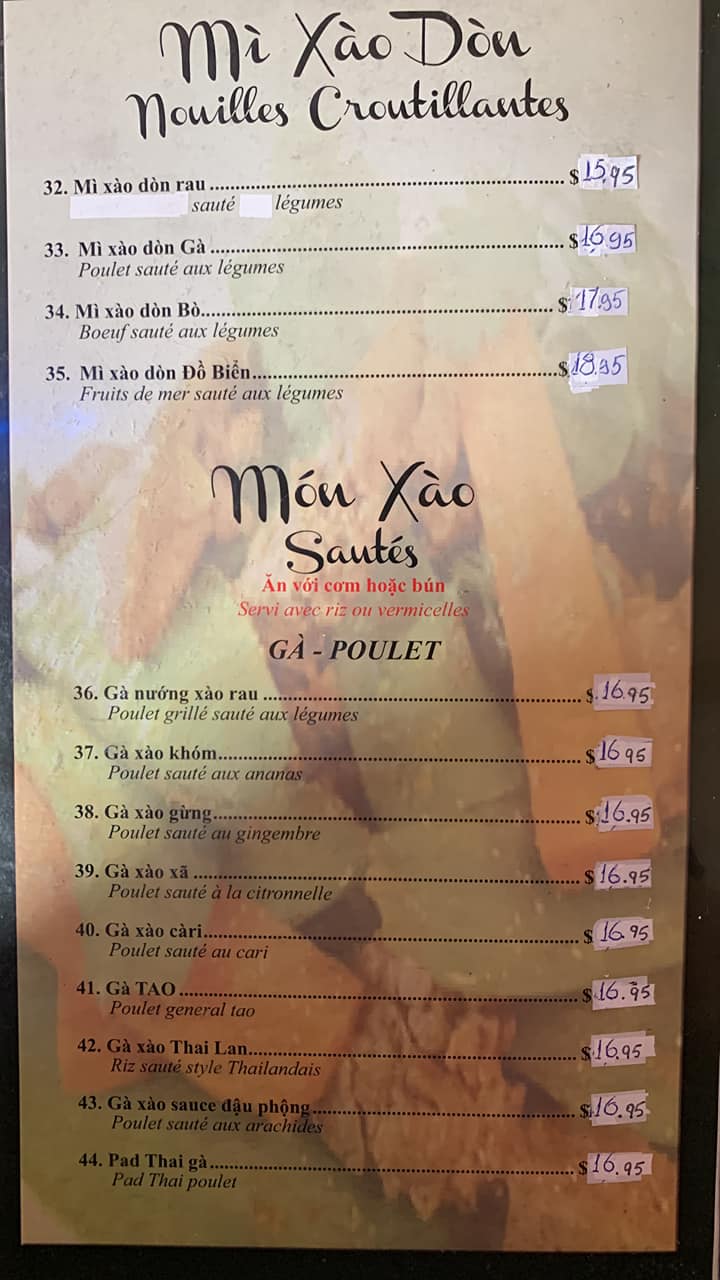 Mì Xào Dòn
Nouilles Croutillantes
32. Mì xào dòn rau ........ $ 15.95
sauté légumes
33. Mì xào dòn Gà ........ $ 16.95
Poulet sauté aux légumes
34. Mì xào dòn Bò ........ $ 17.95
Boeuf sauté aux légumes
35. Mì xào dòn Đồ Biển ........ $ 18.95
Fruits de mer sauté aux légumes
Món Xào
Sautés
Ăn với cơm hoặc bún
Servi avec riz ou vermicelles
GÀ - POULET
36. Gà nướng xào rau ........ $ 16.95
Poulet grillé sauté aux légumes
37. Gà xào khóm ........ $ 16.95
Poulet sauté aux ananas
38. Gà xào gừng ........ $ 16.95
Poulet sauté au gingembre
39. Gà xào xã ........ $ 16.95
Poulet sauté à la citronnelle
40. Gà xào càri ........ $ 16.95
Poulet sauté au cari
41. Gà TAO ........ $ 16.95
Poulet general tao
42. Gà xào Thai Lan ........ $ 16.95
Riz sauté style Thailandais
43. Gà xào sauce đậu phộng ........ $ 16.95
Poulet sauté aux arachides
44. Pad Thai gà ........ $ 16.95
Pad Thai poulet